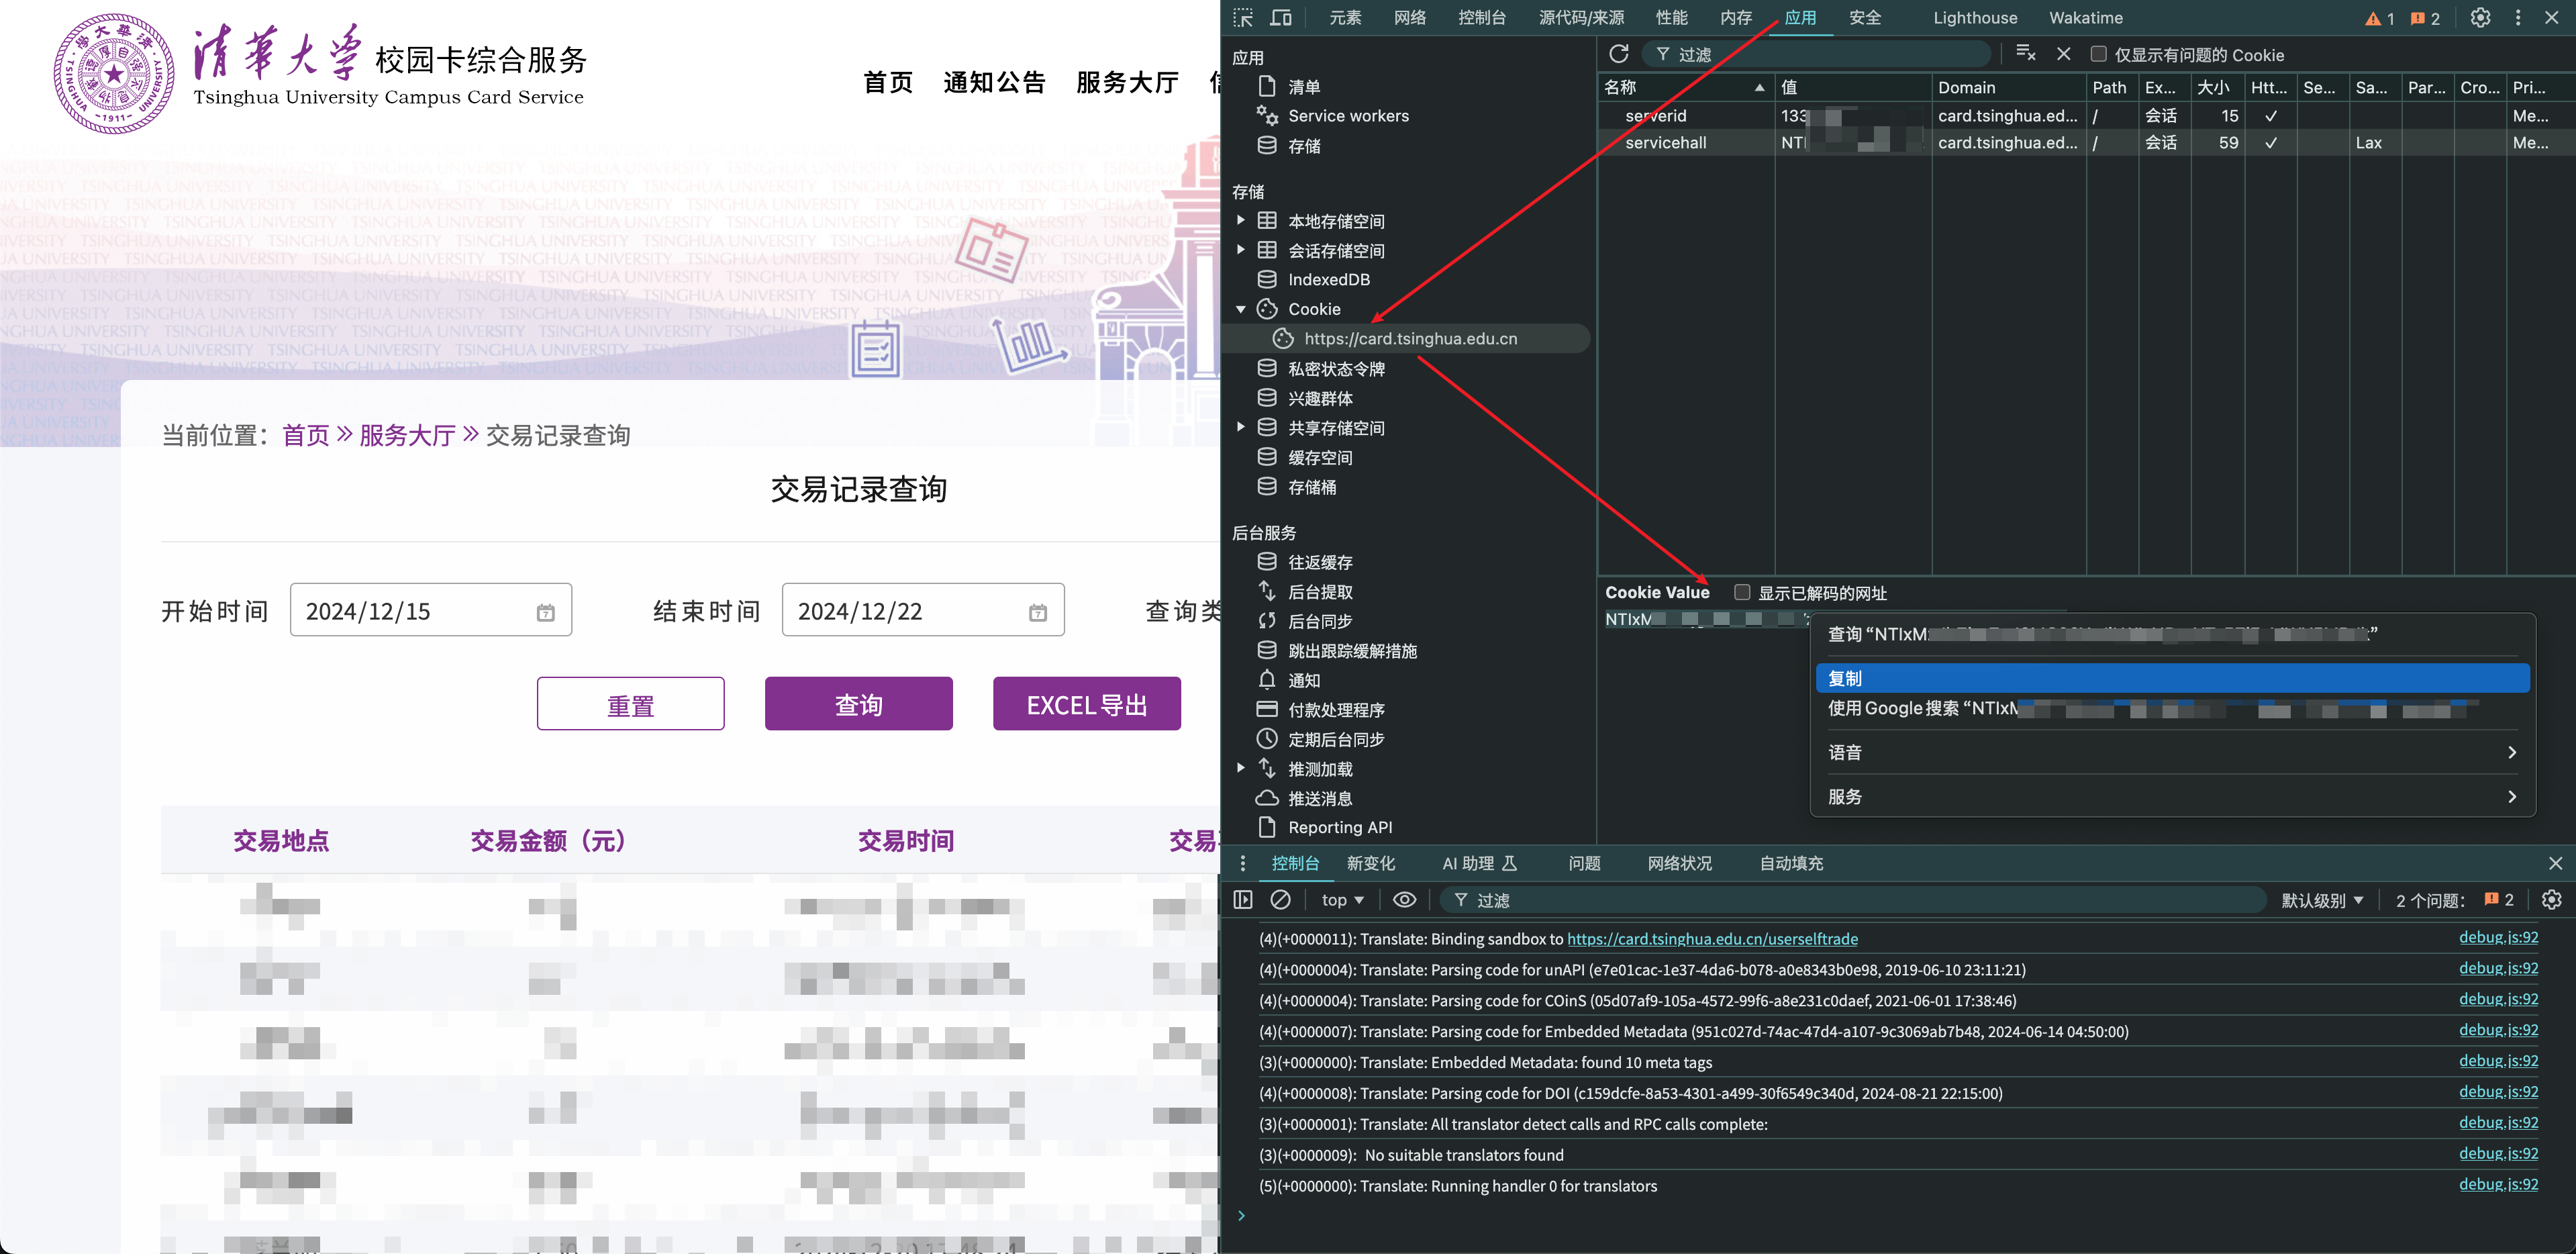 清華大学 校园卡综合服务
Tsinghua University Campus Card Service
TSINGHUA UNIVERSITY
-1911-
首页 通知公告 服务大厅
当前位置：首页 » 服务大厅 » 交易记录查询
交易记录查询
开始时间 2024/12/15 结束时间 2024/12/22 查询类
重置 查询 EXCEL导出
交易地点 交易金额（元） 交易时间 交易
元素 网络 控制台 源代码/来源 性能 内存 应用 安全 Lighthouse Wakatime 1 2
应用
清单
Service workers
存储
存储
本地存储空间
会话存储空间
IndexedDB
Cookie
https://card.tsinghua.edu.cn
私密状态令牌
兴趣群体
共享存储空间
缓存空间
存储桶
后台服务
往返缓存
后台提取
后台同步
跳出跟踪缓解措施
通知
付款处理程序
定期后台同步
推测加载
推送消息
Reporting API
过滤 仅显示有问题的 Cookie
名称 值 Domain Path Ex... 大小 Htt... Se... Sa... Par... Cro... Pri...
serverid 133 card.tsinghua.ed... / 会话 15 ✓ Me...
servicehall NTI card.tsinghua.ed... / 会话 59 ✓ Lax Me...
Cookie Value 显示已解码的网址
NTIxM
查询“NTIxM ”
复制
使用 Google 搜索“NTIxM
语音
服务
控制台 新变化 AI 助理 问题 网络状况 自动填充
top 过滤 默认级别 2 个问题： 2
(4)(+0000011): Translate: Binding sandbox to https://card.tsinghua.edu.cn/userselftrade debug.js:92
(4)(+0000004): Translate: Parsing code for unAPI (e7e01cac-1e37-4da6-b078-a0e8343b0e98, 2019-06-10 23:11:21) debug.js:92
(4)(+0000004): Translate: Parsing code for COinS (05d07af9-105a-4572-99f6-a8e231c0daef, 2021-06-01 17:38:46) debug.js:92
(4)(+0000007): Translate: Parsing code for Embedded Metadata (951c027d-74ac-47d4-a107-9c3069ab7b48, 2024-06-14 04:50:00) debug.js:92
(3)(+0000000): Translate: Embedded Metadata: found 10 meta tags debug.js:92
(4)(+0000008): Translate: Parsing code for DOI (c159dcfe-8a53-4301-a499-30f6549c340d, 2024-08-21 22:15:00) debug.js:92
(3)(+0000001): Translate: All translator detect calls and RPC calls complete: debug.js:92
(3)(+0000009): No suitable translators found debug.js:92
(5)(+0000000): Translate: Running handler 0 for translators debug.js:92